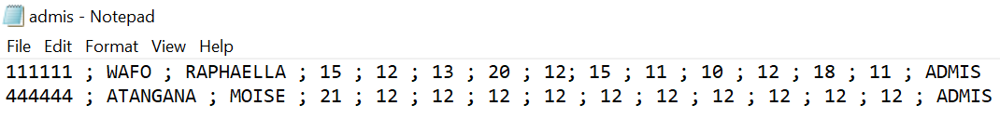 admis - Notepad
File Edit Format View Help
111111 ; WAFO ; RAPHAELLA ; 15 ; 12 ; 13 ; 20 ; 12; 15 ; 11 ; 10 ; 12 ; 18 ; 11 ; ADMIS
444444 ; ATANGANA ; MOISE ; 21 ; 12 ; 12 ; 12 ; 12 ; 12 ; 12 ; 12 ; 12 ; 12 ; 12 ; ADMIS